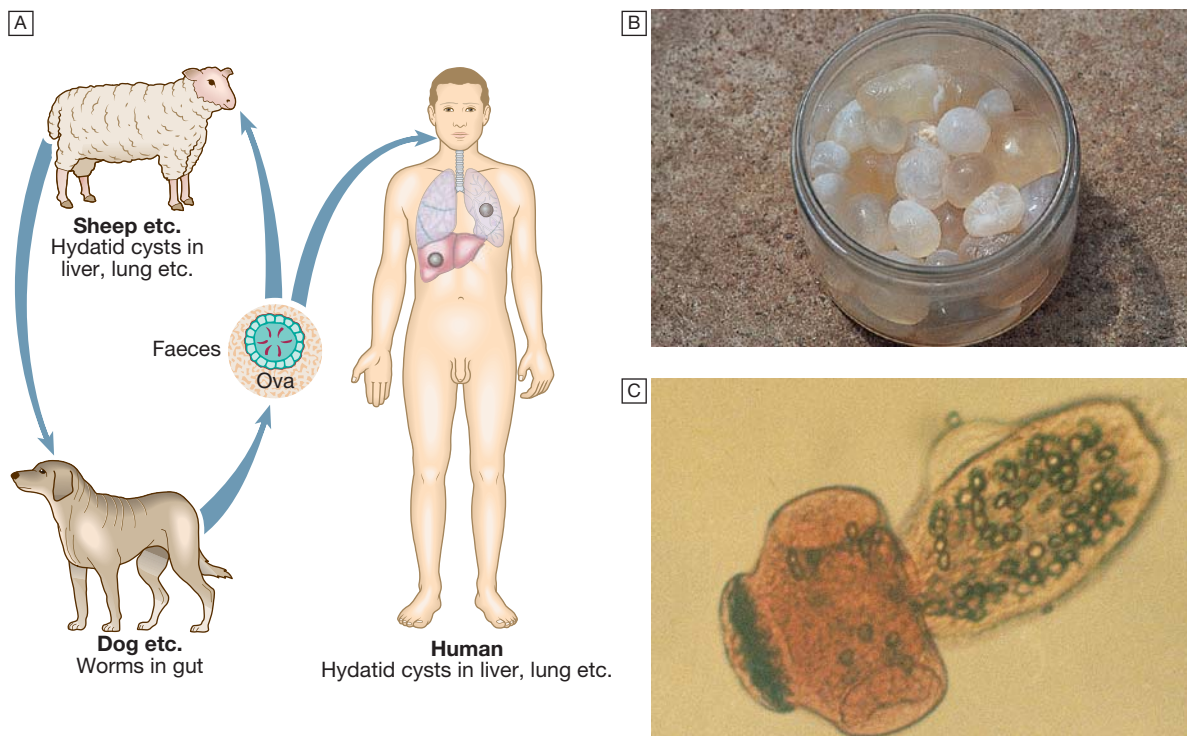 A
Sheep etc.
Hydatid cysts in
liver, lung etc.
Faeces
Ova
Dog etc.
Worms in gut
Human
Hydatid cysts in liver, lung etc.
B
C